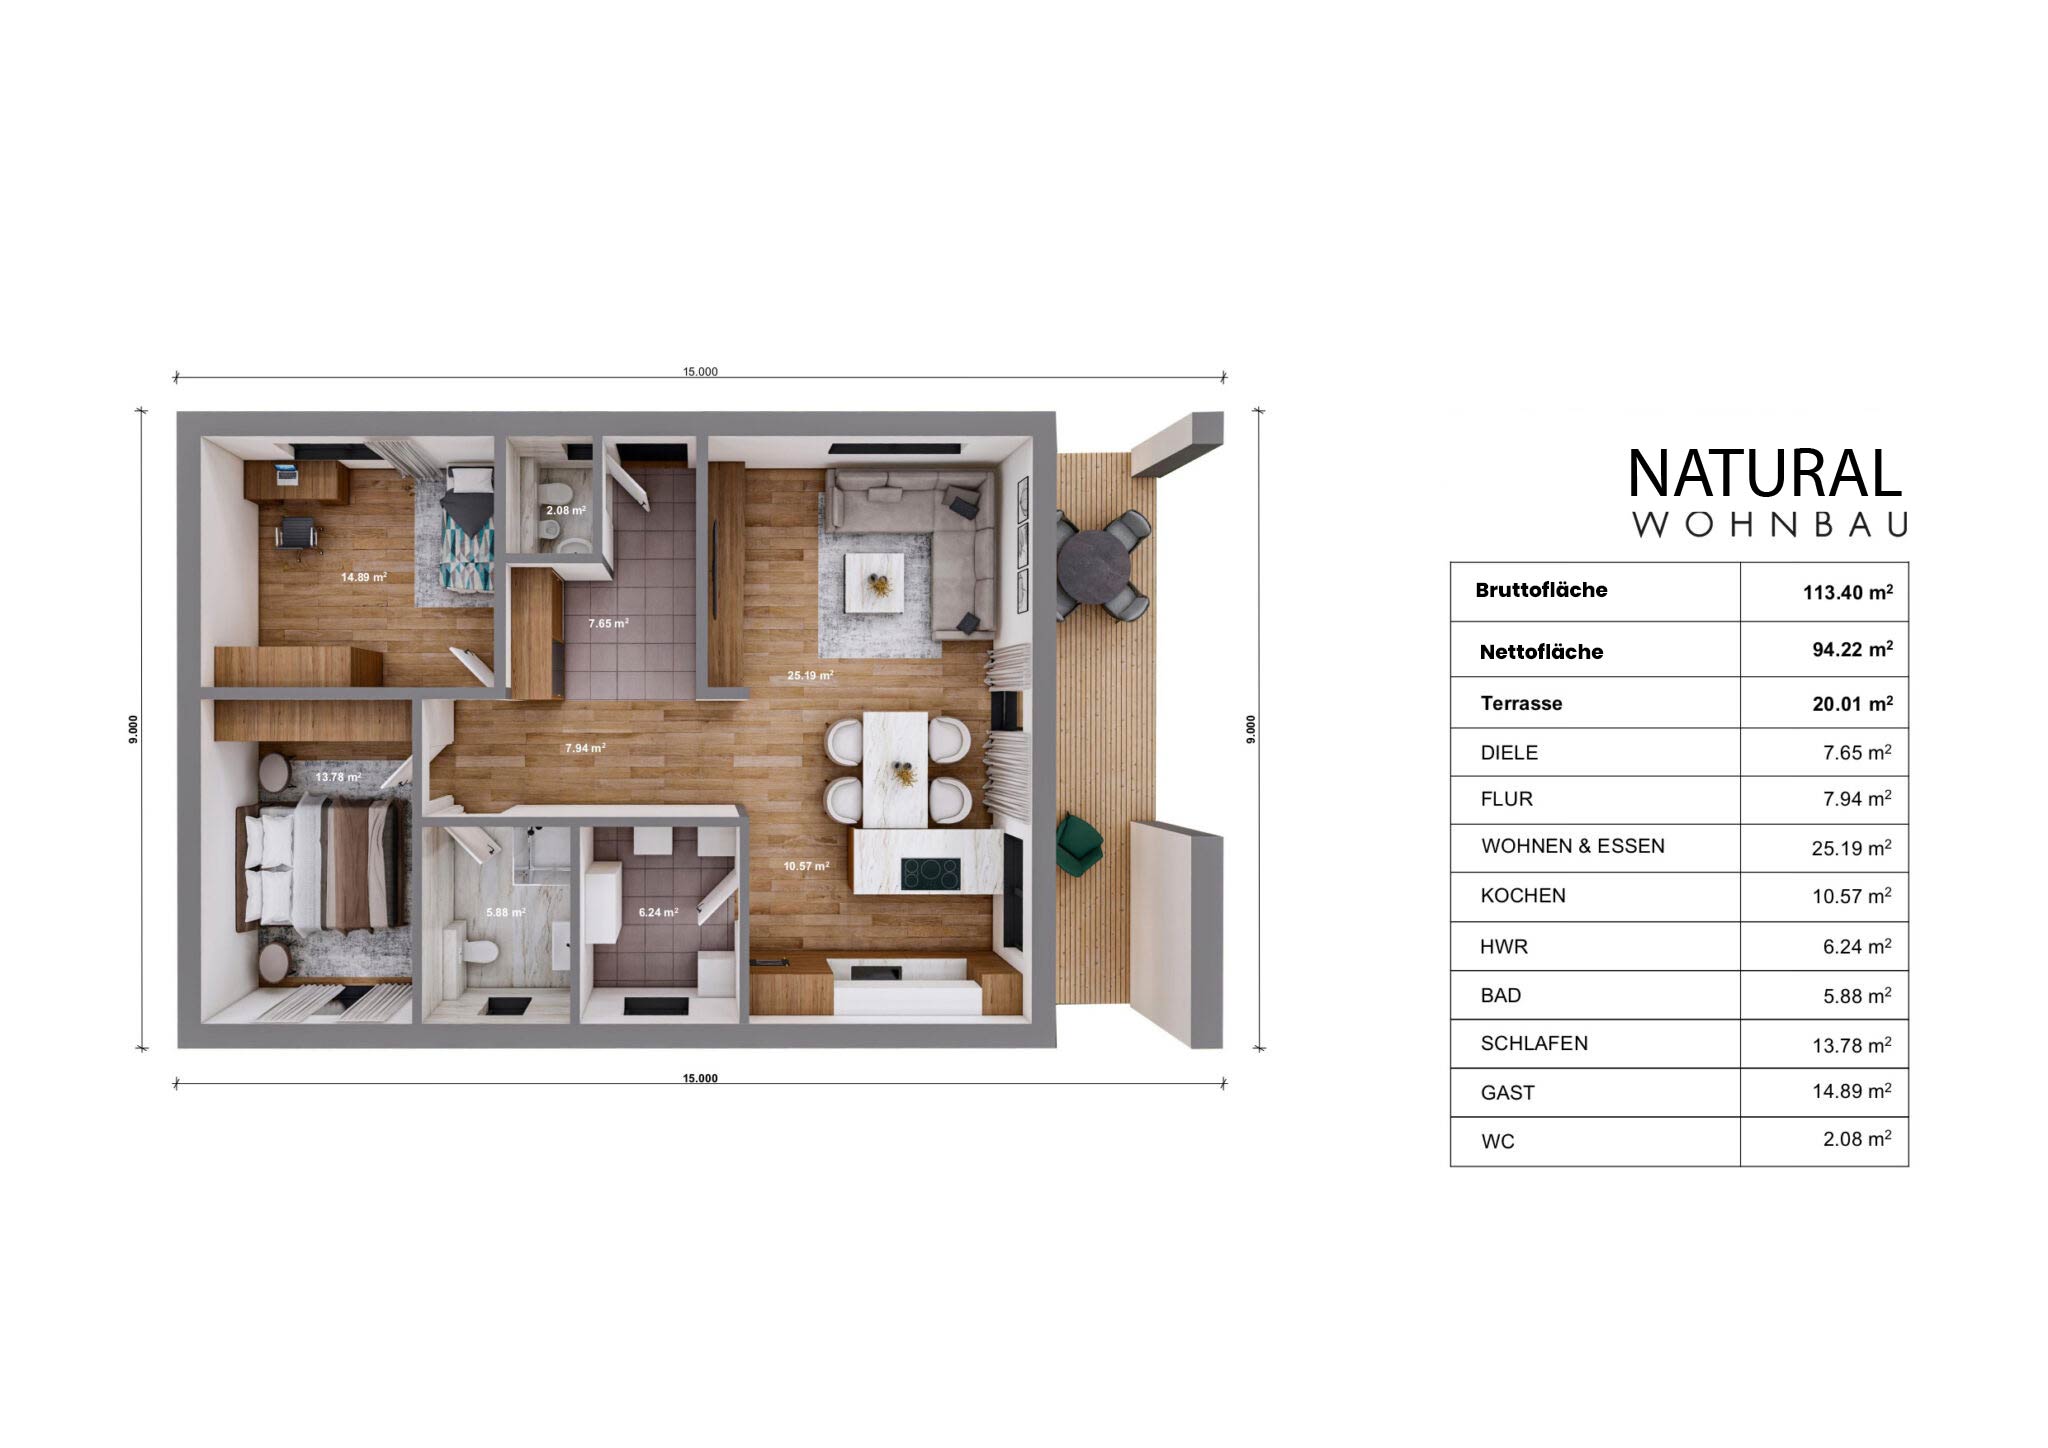 15.000
9.000
9.000
14.89 m²
2.08 m²
7.65 m²
25.19 m²
7.94 m²
13.78 m²
10.57 m²
5.88 m²
6.24 m²
15.000
NATURAL
WOHNBAU
Bruttofläche 113.40 m²
Nettofläche 94.22 m²
Terrasse 20.01 m²
DIELE 7.65 m²
FLUR 7.94 m²
WOHNEN & ESSEN 25.19 m²
KOCHEN 10.57 m²
HWR 6.24 m²
BAD 5.88 m²
SCHLAFEN 13.78 m²
GAST 14.89 m²
WC 2.08 m²